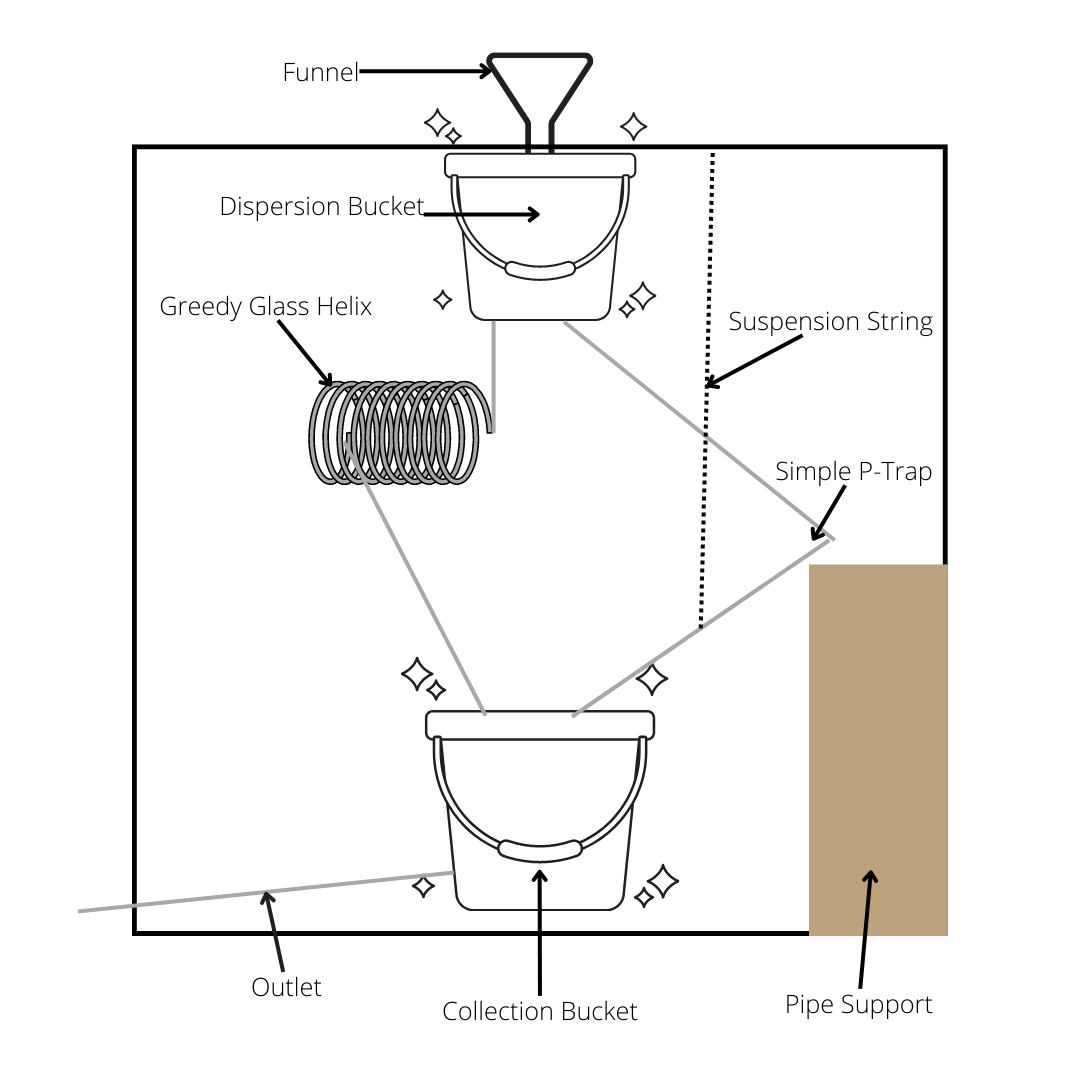 Funnel
Dispersion Bucket
Greedy Glass Helix
Suspension String
Simple P-Trap
Outlet
Collection Bucket
Pipe Support